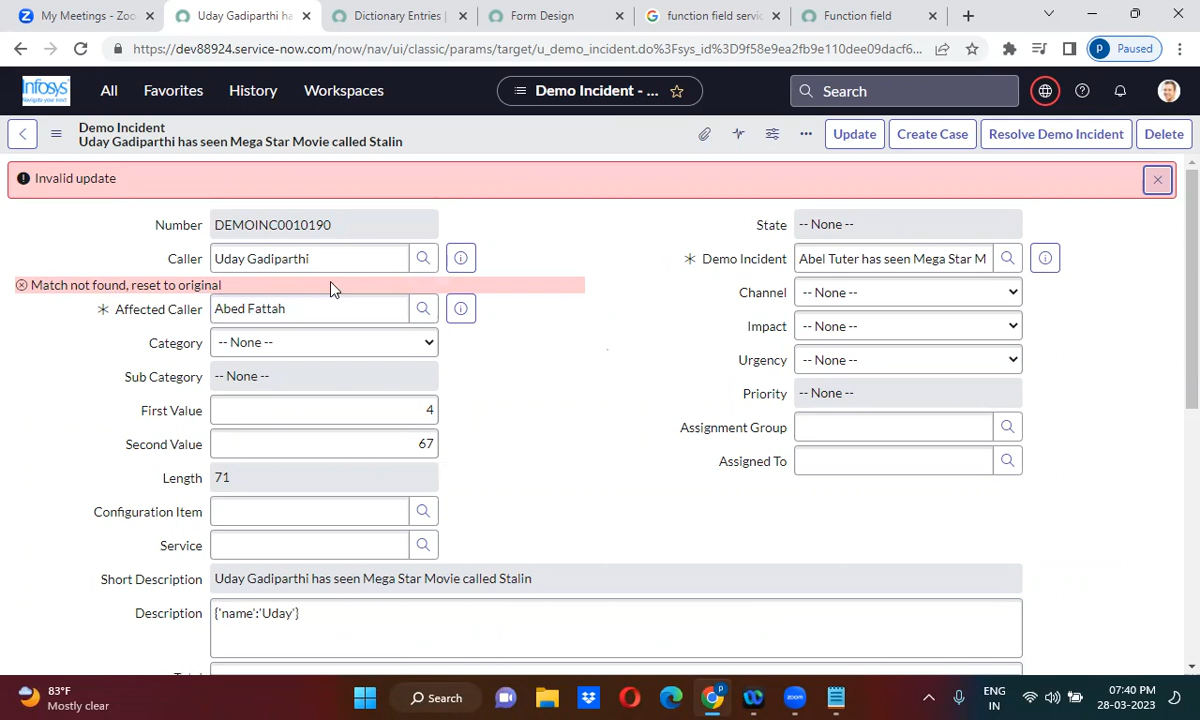 My Meetings - Zoo
Uday Gadiparthi ha
Dictionary Entries |
Form Design
function field servic
Function field
https://dev88924.service-now.com/now/nav/ui/classic/params/target/u_demo_incident.do%3Fsys_id%3D9f58e9ea2fb9e110dee09dacf6...
P Paused
Infosys
Navigate your next
All
Favorites
History
Workspaces
Demo Incident - ...
Search
Demo Incident
Uday Gadiparthi has seen Mega Star Movie called Stalin
Update
Create Case
Resolve Demo Incident
Delete
Invalid update
Number DEMOINC0010190
Caller Uday Gadiparthi
Match not found, reset to original
Affected Caller Abed Fattah
Category -- None --
Sub Category -- None --
First Value 4
Second Value 67
Length 71
Configuration Item
Service
State -- None --
Demo Incident Abel Tuter has seen Mega Star M
Channel -- None --
Impact -- None --
Urgency -- None --
Priority -- None --
Assignment Group
Assigned To
Short Description Uday Gadiparthi has seen Mega Star Movie called Stalin
Description {'name':'Uday'}
83°F
Mostly clear
Search
zoom
ENG
IN
07:40 PM
28-03-2023